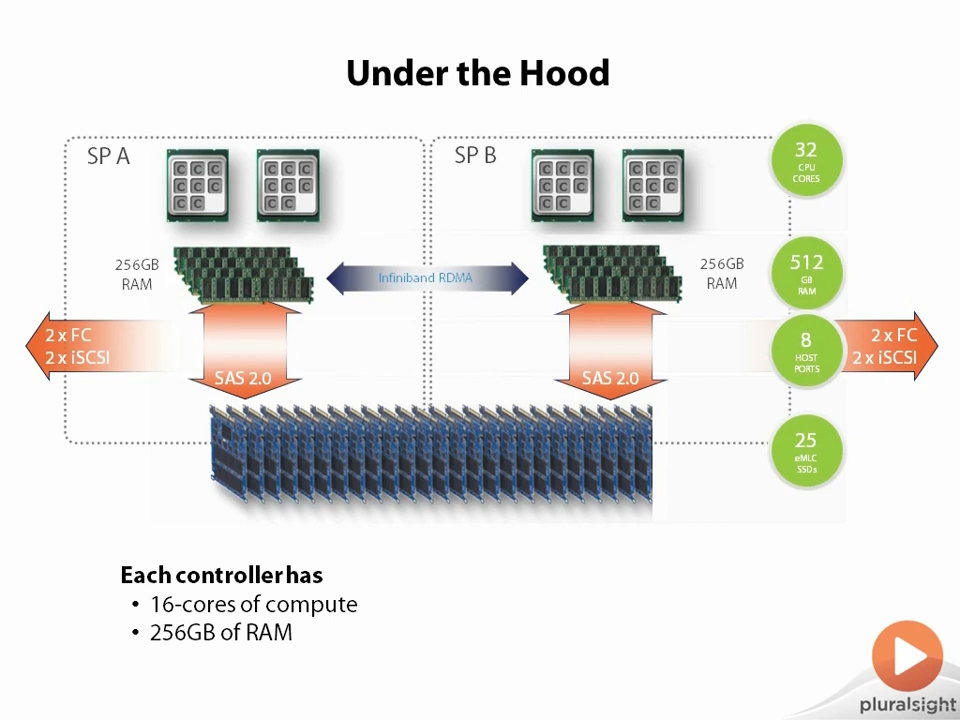 Under the Hood
SP A
SP B
C C C
C C C
C C
C C C
C C C
C C
C C C
C C C
C C
C C C
C C C
C C
32
CPU
CORES
256GB
RAM
Infiniband RDMA
256GB
RAM
512
GB
RAM
2 x FC
2 x iSCSI
8
HOST
PORTS
2 x FC
2 x iSCSI
SAS 2.0
SAS 2.0
25
eMLC
SSDs
Each controller has
• 16-cores of compute
• 256GB of RAM
pluralsight